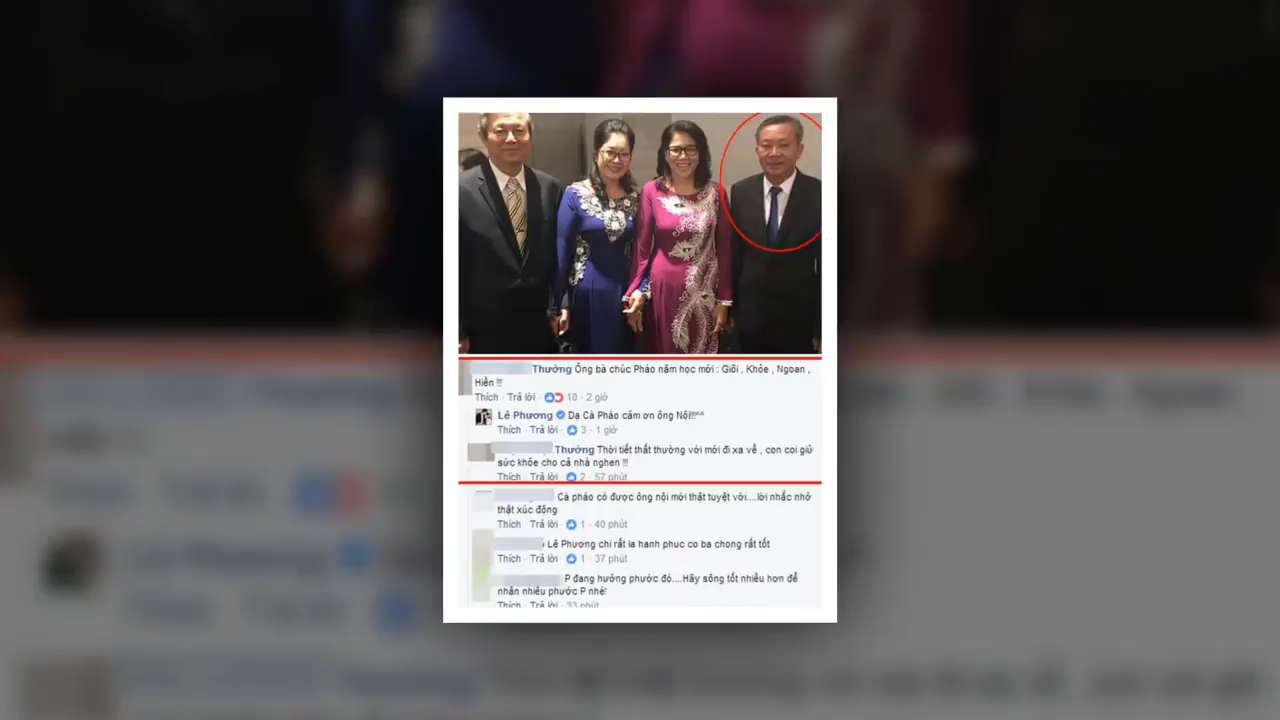 Thưởng Ông bà chúc Pháo năm học mới : Giỏi , Khỏe , Ngoan ,
Hiền !!
Thích · Trả lời · 10 · 2 giờ
Lê Phương Dạ Cà Pháo cảm ơn ông Nội!!^^
Thích · Trả lời · 3 · 1 giờ
Thưởng Thời tiết thất thường với mới đi xa về , con coi giữ
sức khỏe cho cả nhà nghen !!
Thích · Trả lời · 2 · 57 phút
Cà pháo có được ông nội mới thật tuyệt vời....lời nhắc nhở
thật xúc động
Thích · Trả lời · 1 · 40 phút
Lê Phương chi rất la hanh phuc co ba chong rất tốt
Thích · Trả lời · 1 · 37 phút
P đang hưởng phước đó....Hãy sống tốt nhiều hơn để
nhận nhiều phước P nhé!
Thích · Trả lời · 33 phút